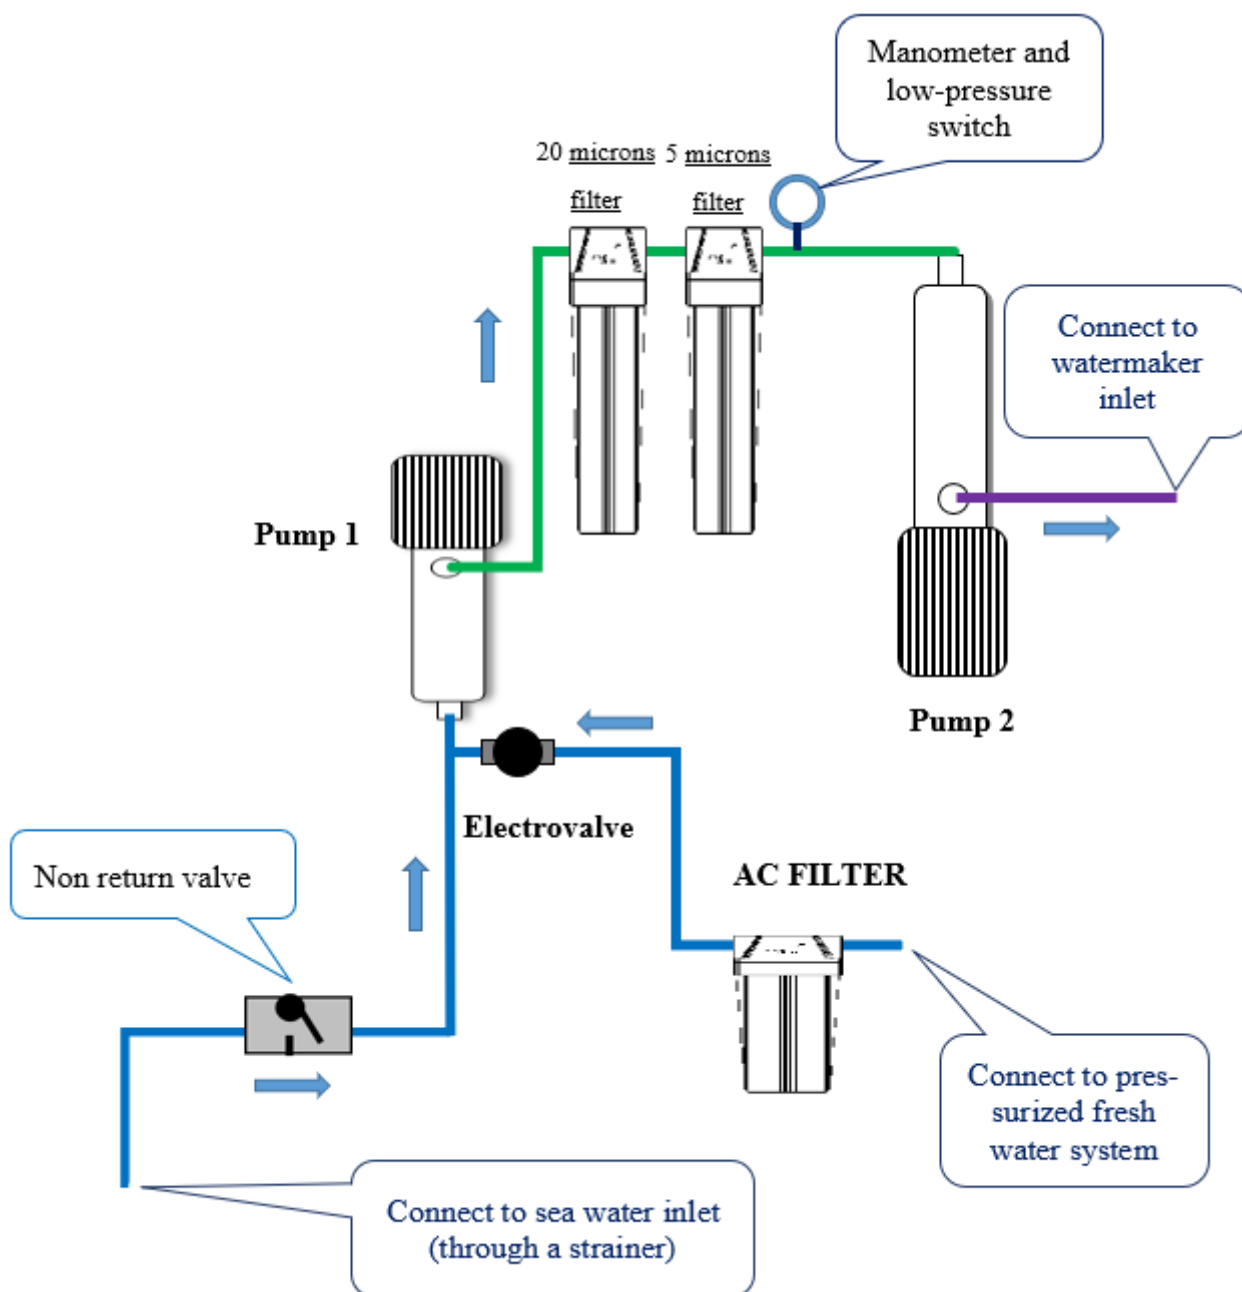 Manometer and
low-pressure
switch
20 microns 5 microns
filter filter
Connect to
watermaker
inlet
Pump 1
Pump 2
Electrovalve
Non return valve
AC FILTER
Connect to pres-
surized fresh
water system
Connect to sea water inlet
(through a strainer)